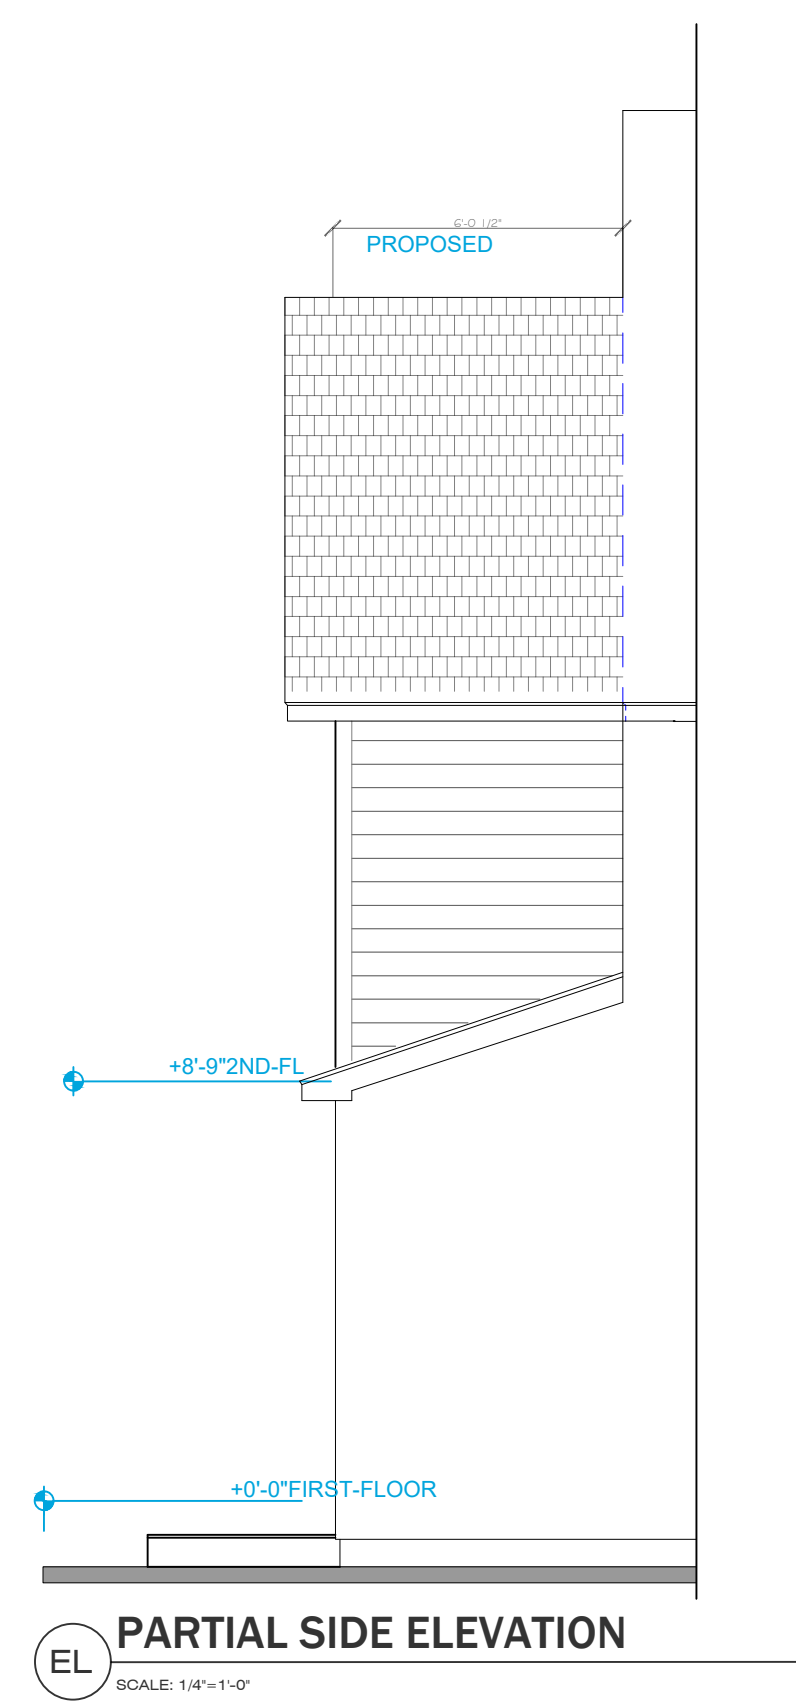 6'-0 1/2"
PROPOSED
+8'-9"2ND-FL
+0'-0"FIRST-FLOOR
EL
PARTIAL SIDE ELEVATION
SCALE: 1/4"=1'-0"